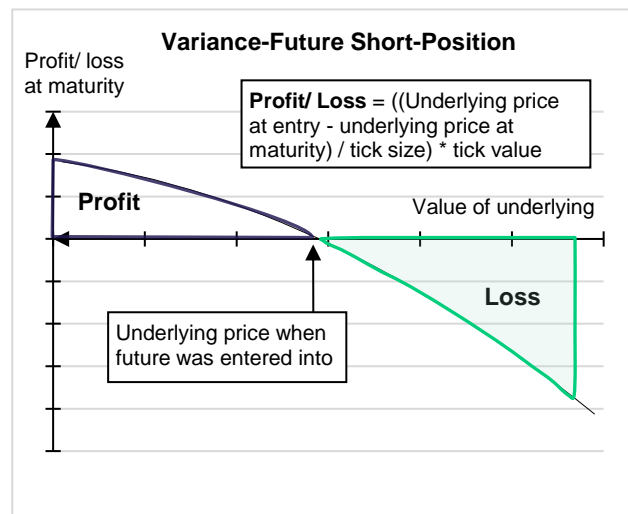 Variance-Future Short-Position
Profit/ loss
at maturity
Profit/ Loss = ((Underlying price
at entry - underlying price at
maturity) / tick size) * tick value
Profit
Value of underlying
Loss
Underlying price when
future was entered into